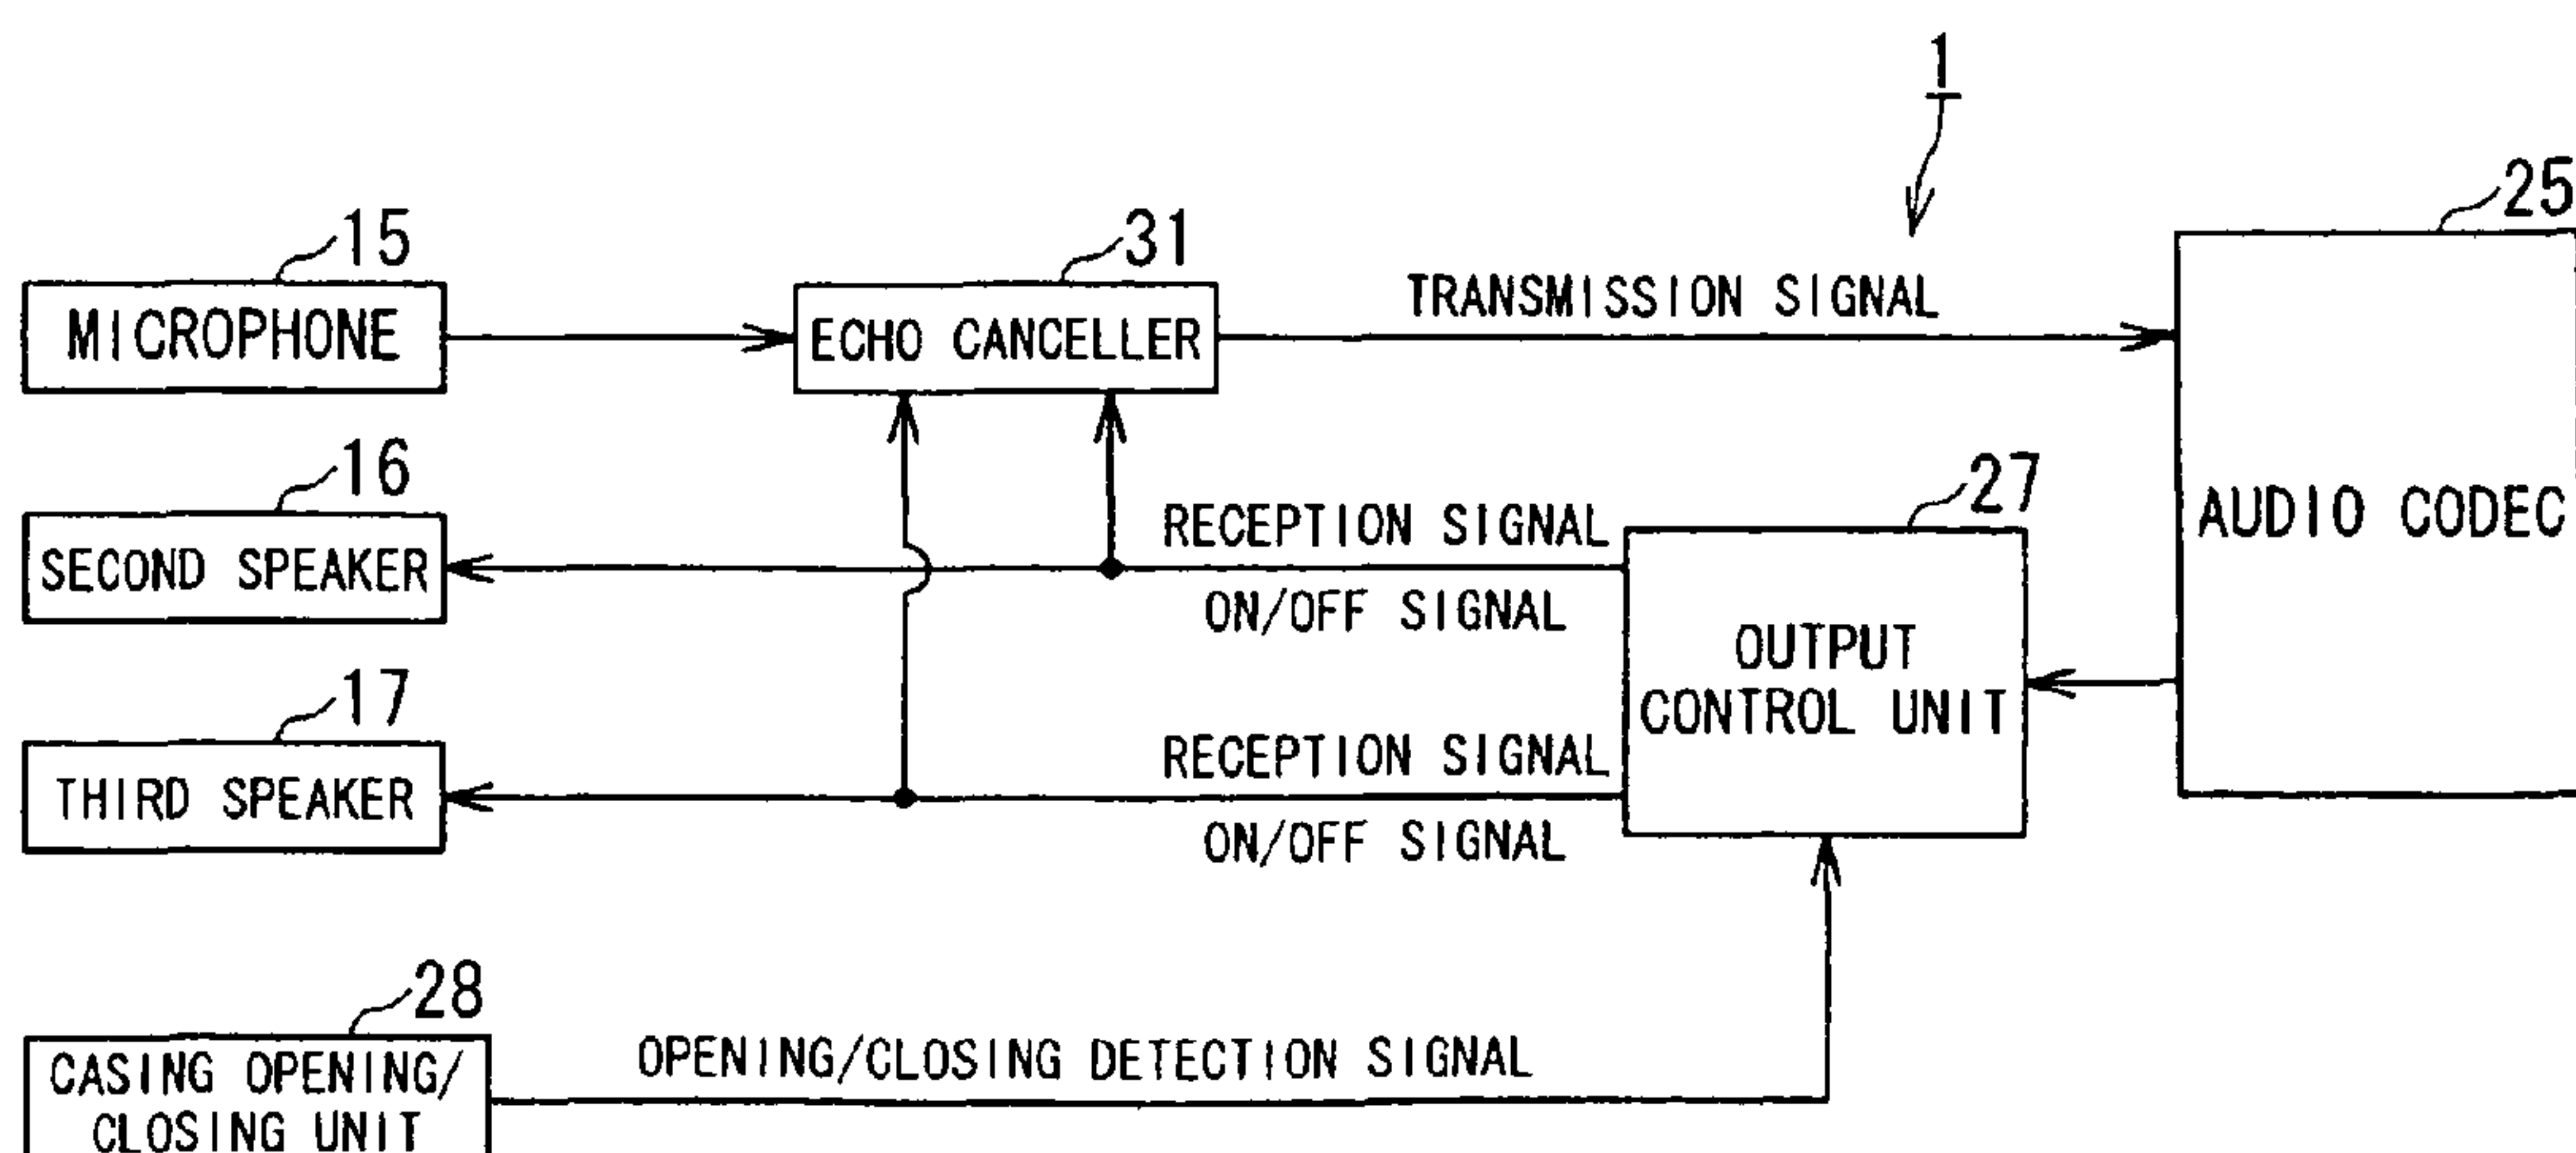 1
25
15
31
MICROPHONE
ECHO CANCELLER
TRANSMISSION SIGNAL
AUDIO CODEC
16
27
SECOND SPEAKER
RECEPTION SIGNAL
ON/OFF SIGNAL
OUTPUT
CONTROL UNIT
17
THIRD SPEAKER
RECEPTION SIGNAL
ON/OFF SIGNAL
28
CASING OPENING/
CLOSING UNIT
OPENING/CLOSING DETECTION SIGNAL